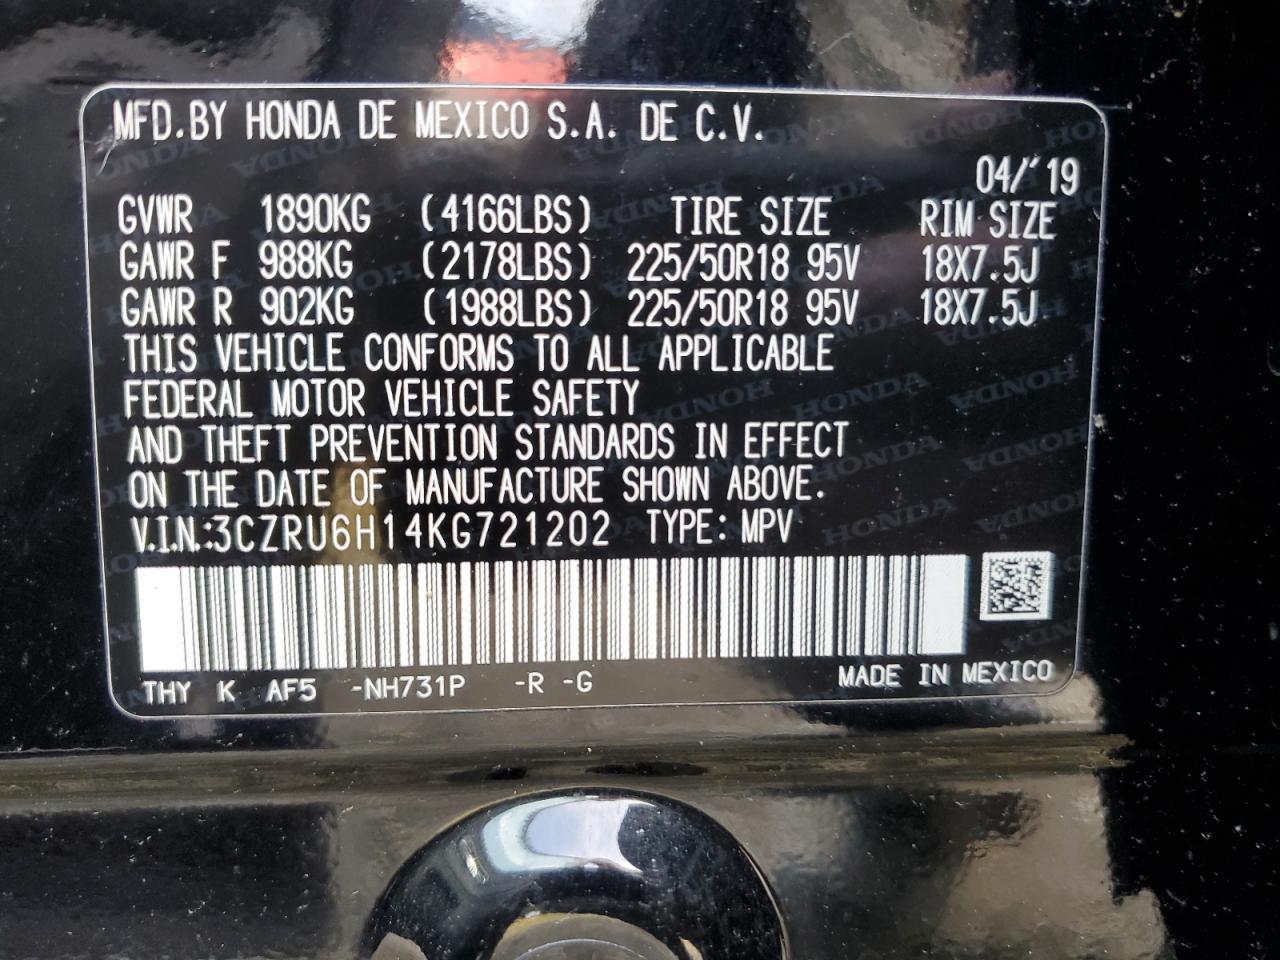 MFD.BY HONDA DE MEXICO S.A. DE C.V.
04/'19
GVWR 1890KG (4166LBS) TIRE SIZE RIM SIZE
GAWR F 988KG (2178LBS) 225/50R18 95V 18X7.5J
GAWR R 902KG (1988LBS) 225/50R18 95V 18X7.5J
THIS VEHICLE CONFORMS TO ALL APPLICABLE
FEDERAL MOTOR VEHICLE SAFETY
AND THEFT PREVENTION STANDARDS IN EFFECT
ON THE DATE OF MANUFACTURE SHOWN ABOVE.
V.I.N.:3CZRU6H14KG721202 TYPE: MPV
THY K AF5 -NH731P -R -G MADE IN MEXICO